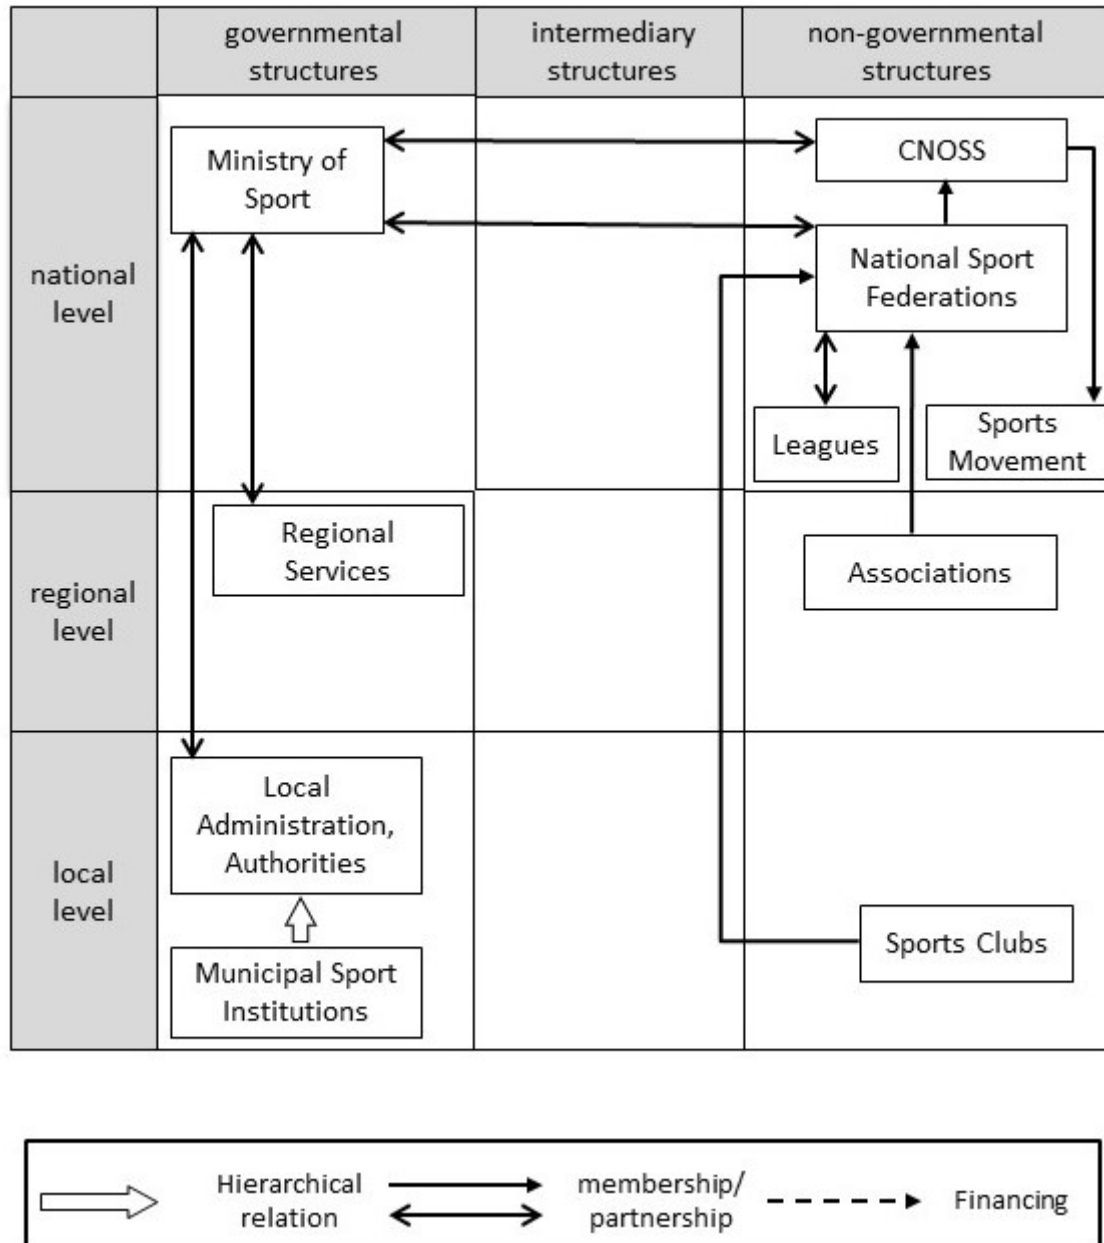 governmental
structures
intermediary
structures
non-governmental
structures
national
level
Ministry of
Sport
CNOSS
National Sport
Federations
Leagues
Sports
Movement
regional
level
Regional
Services
Associations
local
level
Local
Administration,
Authorities
Municipal Sport
Institutions
Sports Clubs
Hierarchical
relation
membership/
partnership
Financing